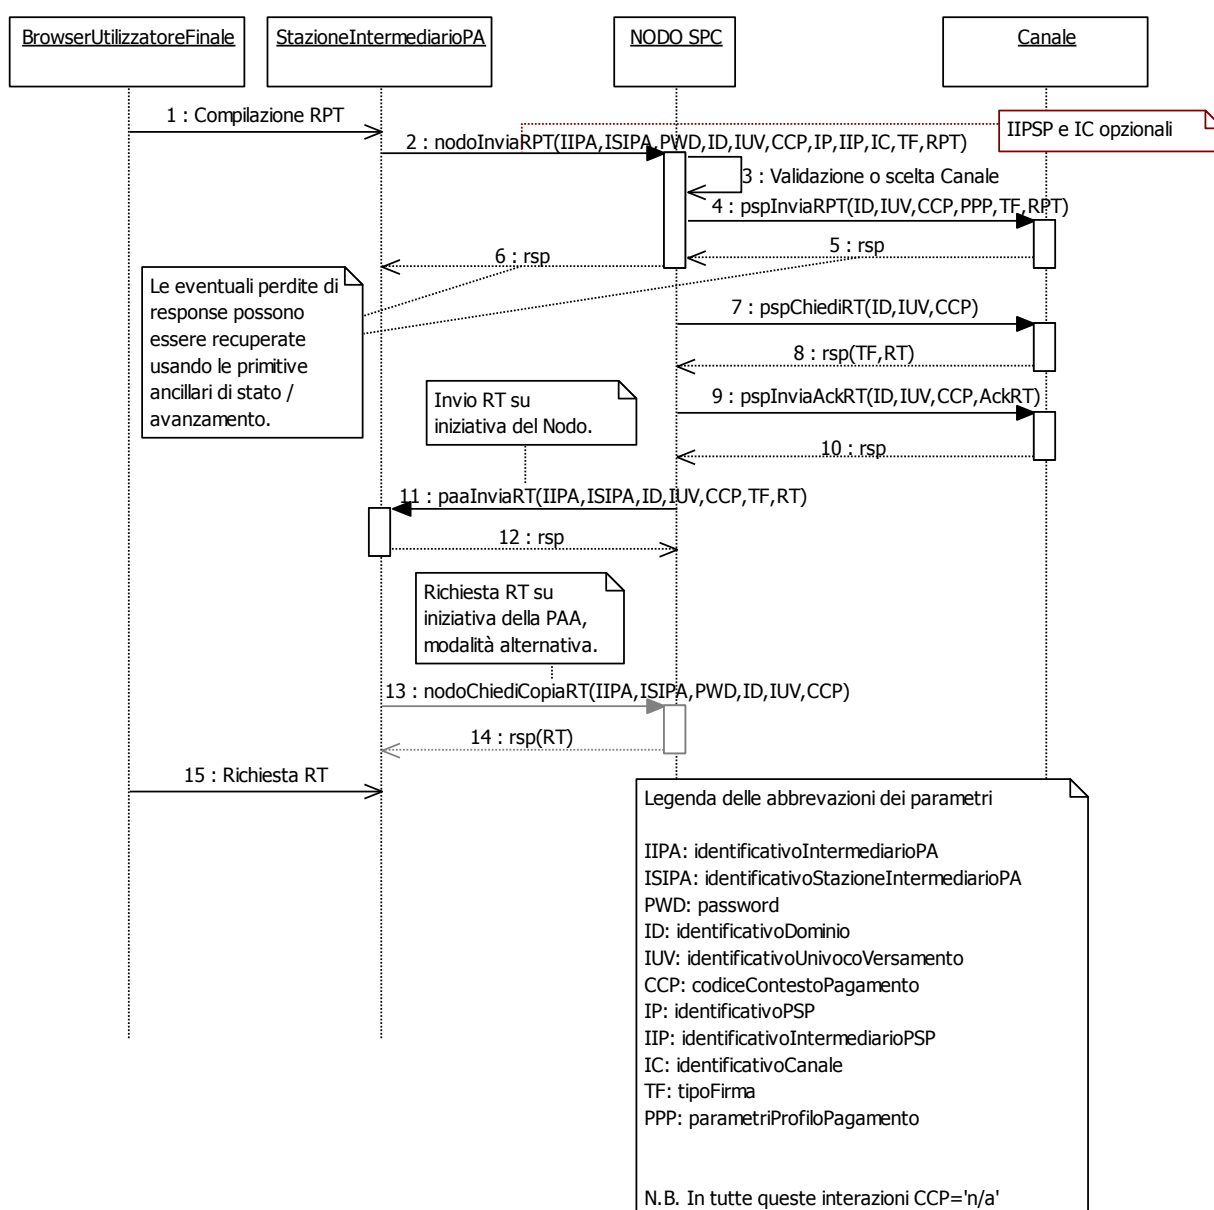 BrowserUtilizzatoreFinale
StazioneIntermediarioPA
NODO SPC
Canale
1 : Compilazione RPT
IIPSP e IC opzionali
2 : nodoInviaRPT(IIPA,ISIPA,PWD,ID,IUV,CCP,IP,IIP,IC,TF,RPT)
3 : Validazione o scelta Canale
4 : pspInviaRPT(ID,IUV,CCP,PPP,TF,RPT)
5 : rsp
6 : rsp
Le eventuali perdite di
response possono
essere recuperate
usando le primitive
ancillari di stato /
avanzamento.
7 : pspChiediRT(ID,IUV,CCP)
8 : rsp(TF,RT)
9 : pspInviaAckRT(ID,IUV,CCP,AckRT)
Invio RT su
iniziativa del Nodo.
10 : rsp
11 : paaInviaRT(IIPA,ISIPA,ID,IUV,CCP,TF,RT)
12 : rsp
Richiesta RT su
iniziativa della PAA,
modalità alternativa.
13 : nodoChiediCopiaRT(IIPA,ISIPA,PWD,ID,IUV,CCP)
14 : rsp(RT)
15 : Richiesta RT
Legenda delle abbrevazioni dei parametri
IIPA: identificativoIntermediarioPA
ISIPA: identificativoStazioneIntermediarioPA
PWD: password
ID: identificativoDominio
IUV: identificativoUnivocoVersamento
CCP: codiceContestoPagamento
IP: identificativoPSP
IIP: identificativoIntermediarioPSP
IC: identificativoCanale
TF: tipoFirma
PPP: parametriProfiloPagamento
N.B. In tutte queste interazioni CCP='n/a'